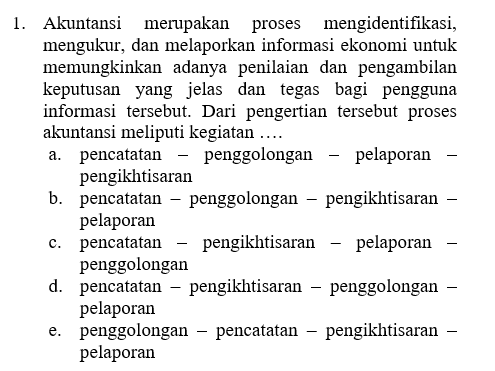 1. Akuntansi merupakan proses mengidentifikasi,
mengukur, dan melaporkan informasi ekonomi untuk
memungkinkan adanya penilaian dan pengambilan
keputusan yang jelas dan tegas bagi pengguna
informasi tersebut. Dari pengertian tersebut proses
akuntansi meliputi kegiatan ….
a. pencatatan – penggolongan – pelaporan –
pengikhtisaran
b. pencatatan – penggolongan – pengikhtisaran –
pelaporan
c. pencatatan – pengikhtisaran – pelaporan –
penggolongan
d. pencatatan – pengikhtisaran – penggolongan –
pelaporan
e. penggolongan – pencatatan – pengikhtisaran –
pelaporan